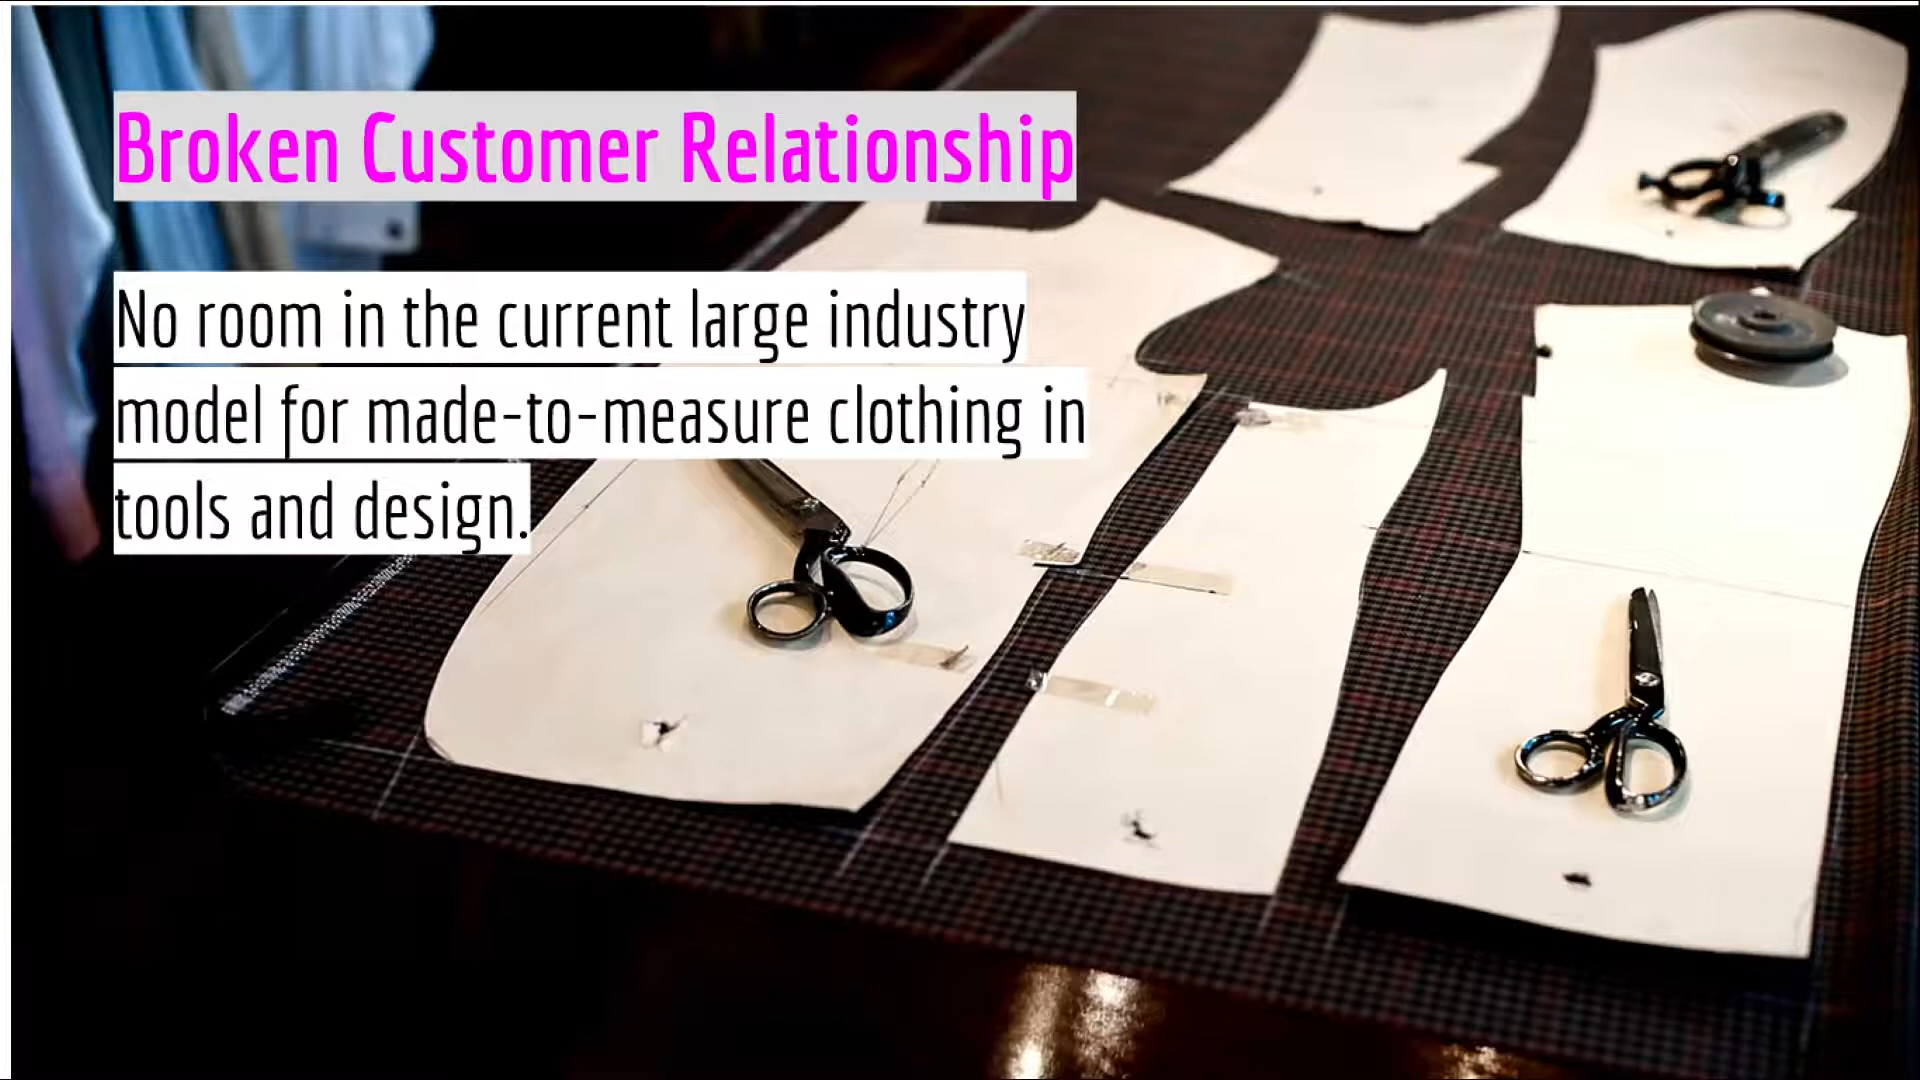 Broken Customer Relationship
No room in the current large industry
model for made-to-measure clothing in
tools and design.